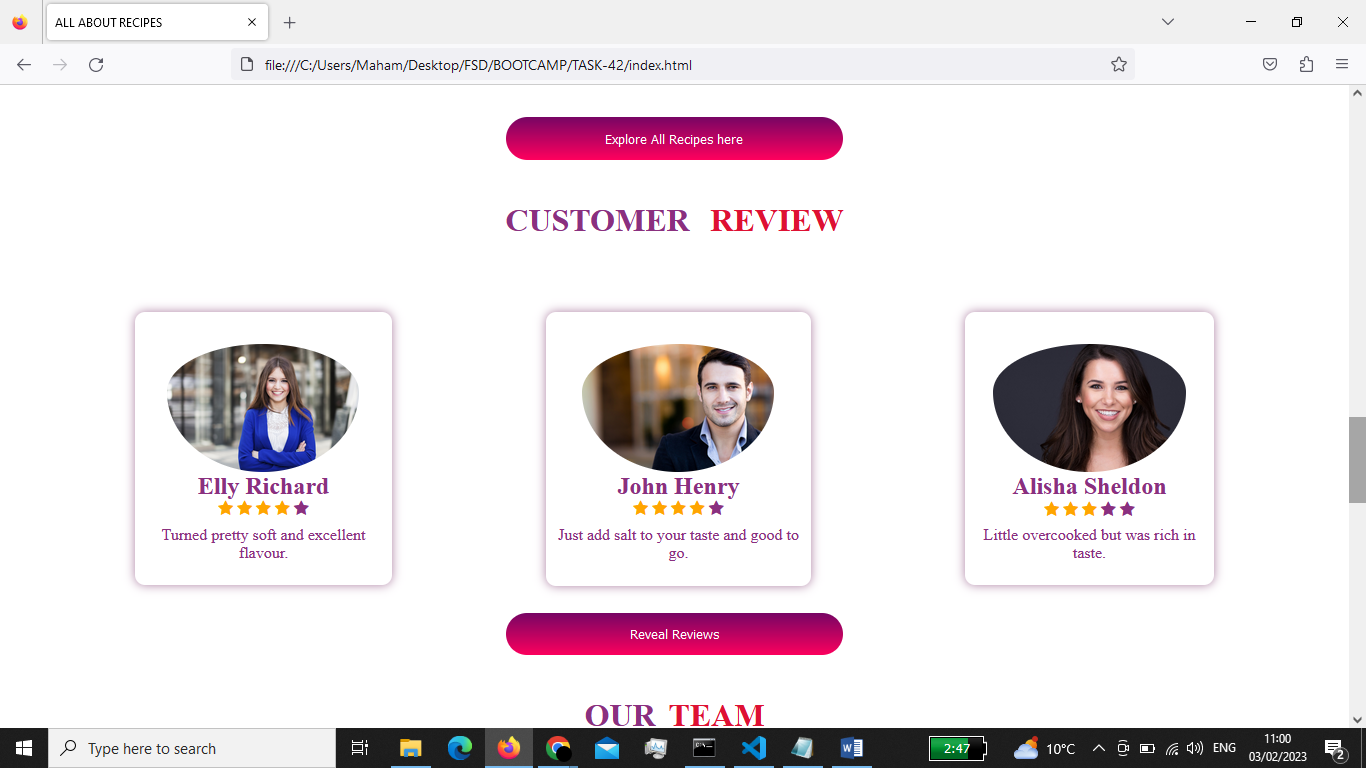 ALL ABOUT RECIPES
file:///C:/Users/Maham/Desktop/FSD/BOOTCAMP/TASK-42/index.html
Explore All Recipes here
CUSTOMER REVIEW
Elly Richard
Turned pretty soft and excellent
flavour.
John Henry
Just add salt to your taste and good to
go.
Alisha Sheldon
Little overcooked but was rich in
taste.
Reveal Reviews
OUR TEAM
Type here to search
2:47
10°C
ENG
11:00
03/02/2023
2